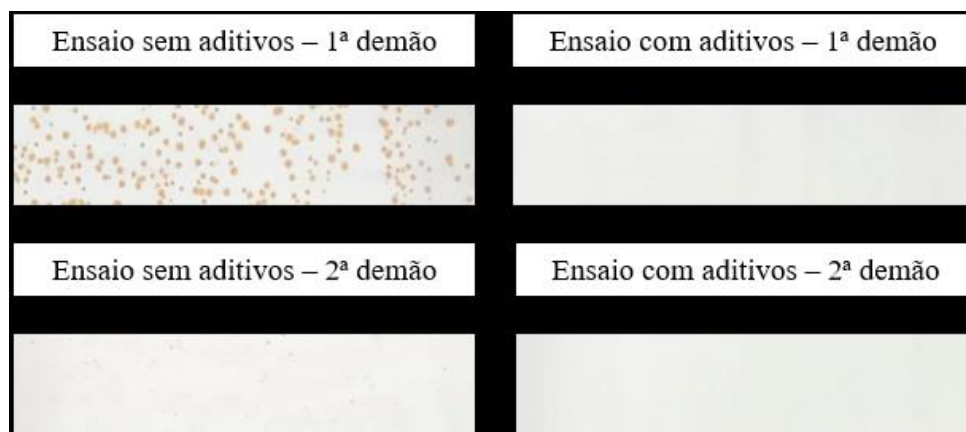 Ensaio sem aditivos – 1ª demão
Ensaio com aditivos – 1ª demão
Ensaio sem aditivos – 2ª demão
Ensaio com aditivos – 2ª demão